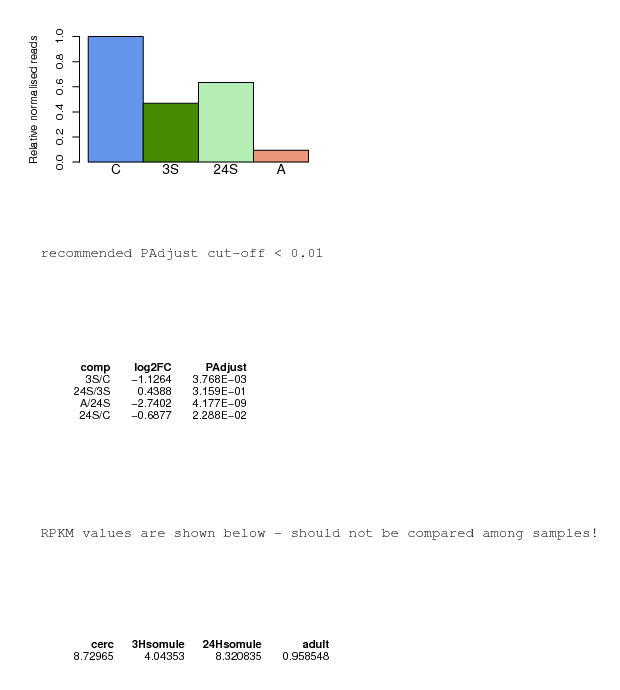 Relative normalised reads
1.0
0.8
0.6
0.4
0.2
0.0
C 3S 24S A
recommended PAdjust cut-off < 0.01
comp log2FC PAdjust
3S/C −1.1264 3.768E−03
24S/3S 0.4388 3.159E−01
A/24S −2.7402 4.177E−09
24S/C −0.6877 2.288E−02
RPKM values are shown below - should not be compared among samples!
cerc 3Hsomule 24Hsomule adult
8.72965 4.04353 8.320835 0.958548